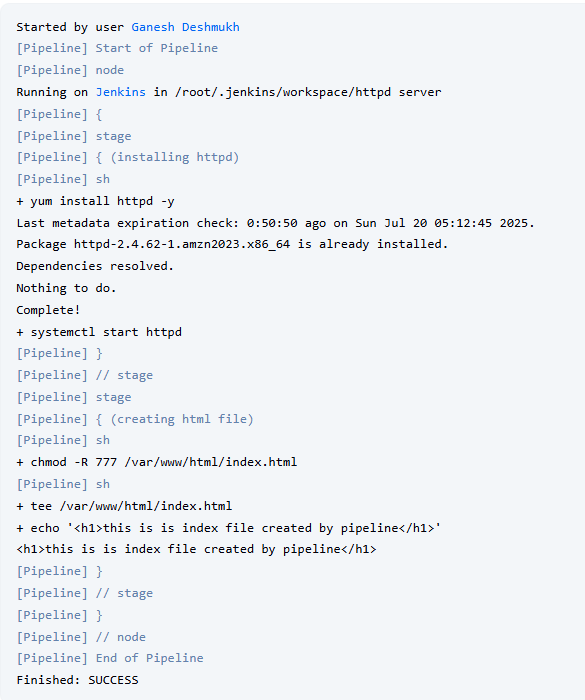 Started by user Ganesh Deshmukh
[Pipeline] Start of Pipeline
[Pipeline] node
Running on Jenkins in /root/.jenkins/workspace/httpd server
[Pipeline] {
[Pipeline] stage
[Pipeline] { (installing httpd)
[Pipeline] sh
+ yum install httpd -y
Last metadata expiration check: 0:50:50 ago on Sun Jul 20 05:12:45 2025.
Package httpd-2.4.62-1.amzn2023.x86_64 is already installed.
Dependencies resolved.
Nothing to do.
Complete!
+ systemctl start httpd
[Pipeline] }
[Pipeline] // stage
[Pipeline] stage
[Pipeline] { (creating html file)
[Pipeline] sh
+ chmod -R 777 /var/www/html/index.html
[Pipeline] sh
+ tee /var/www/html/index.html
+ echo '<h1>this is is index file created by pipeline</h1>'
<h1>this is is index file created by pipeline</h1>
[Pipeline] }
[Pipeline] // stage
[Pipeline] }
[Pipeline] // node
[Pipeline] End of Pipeline
Finished: SUCCESS